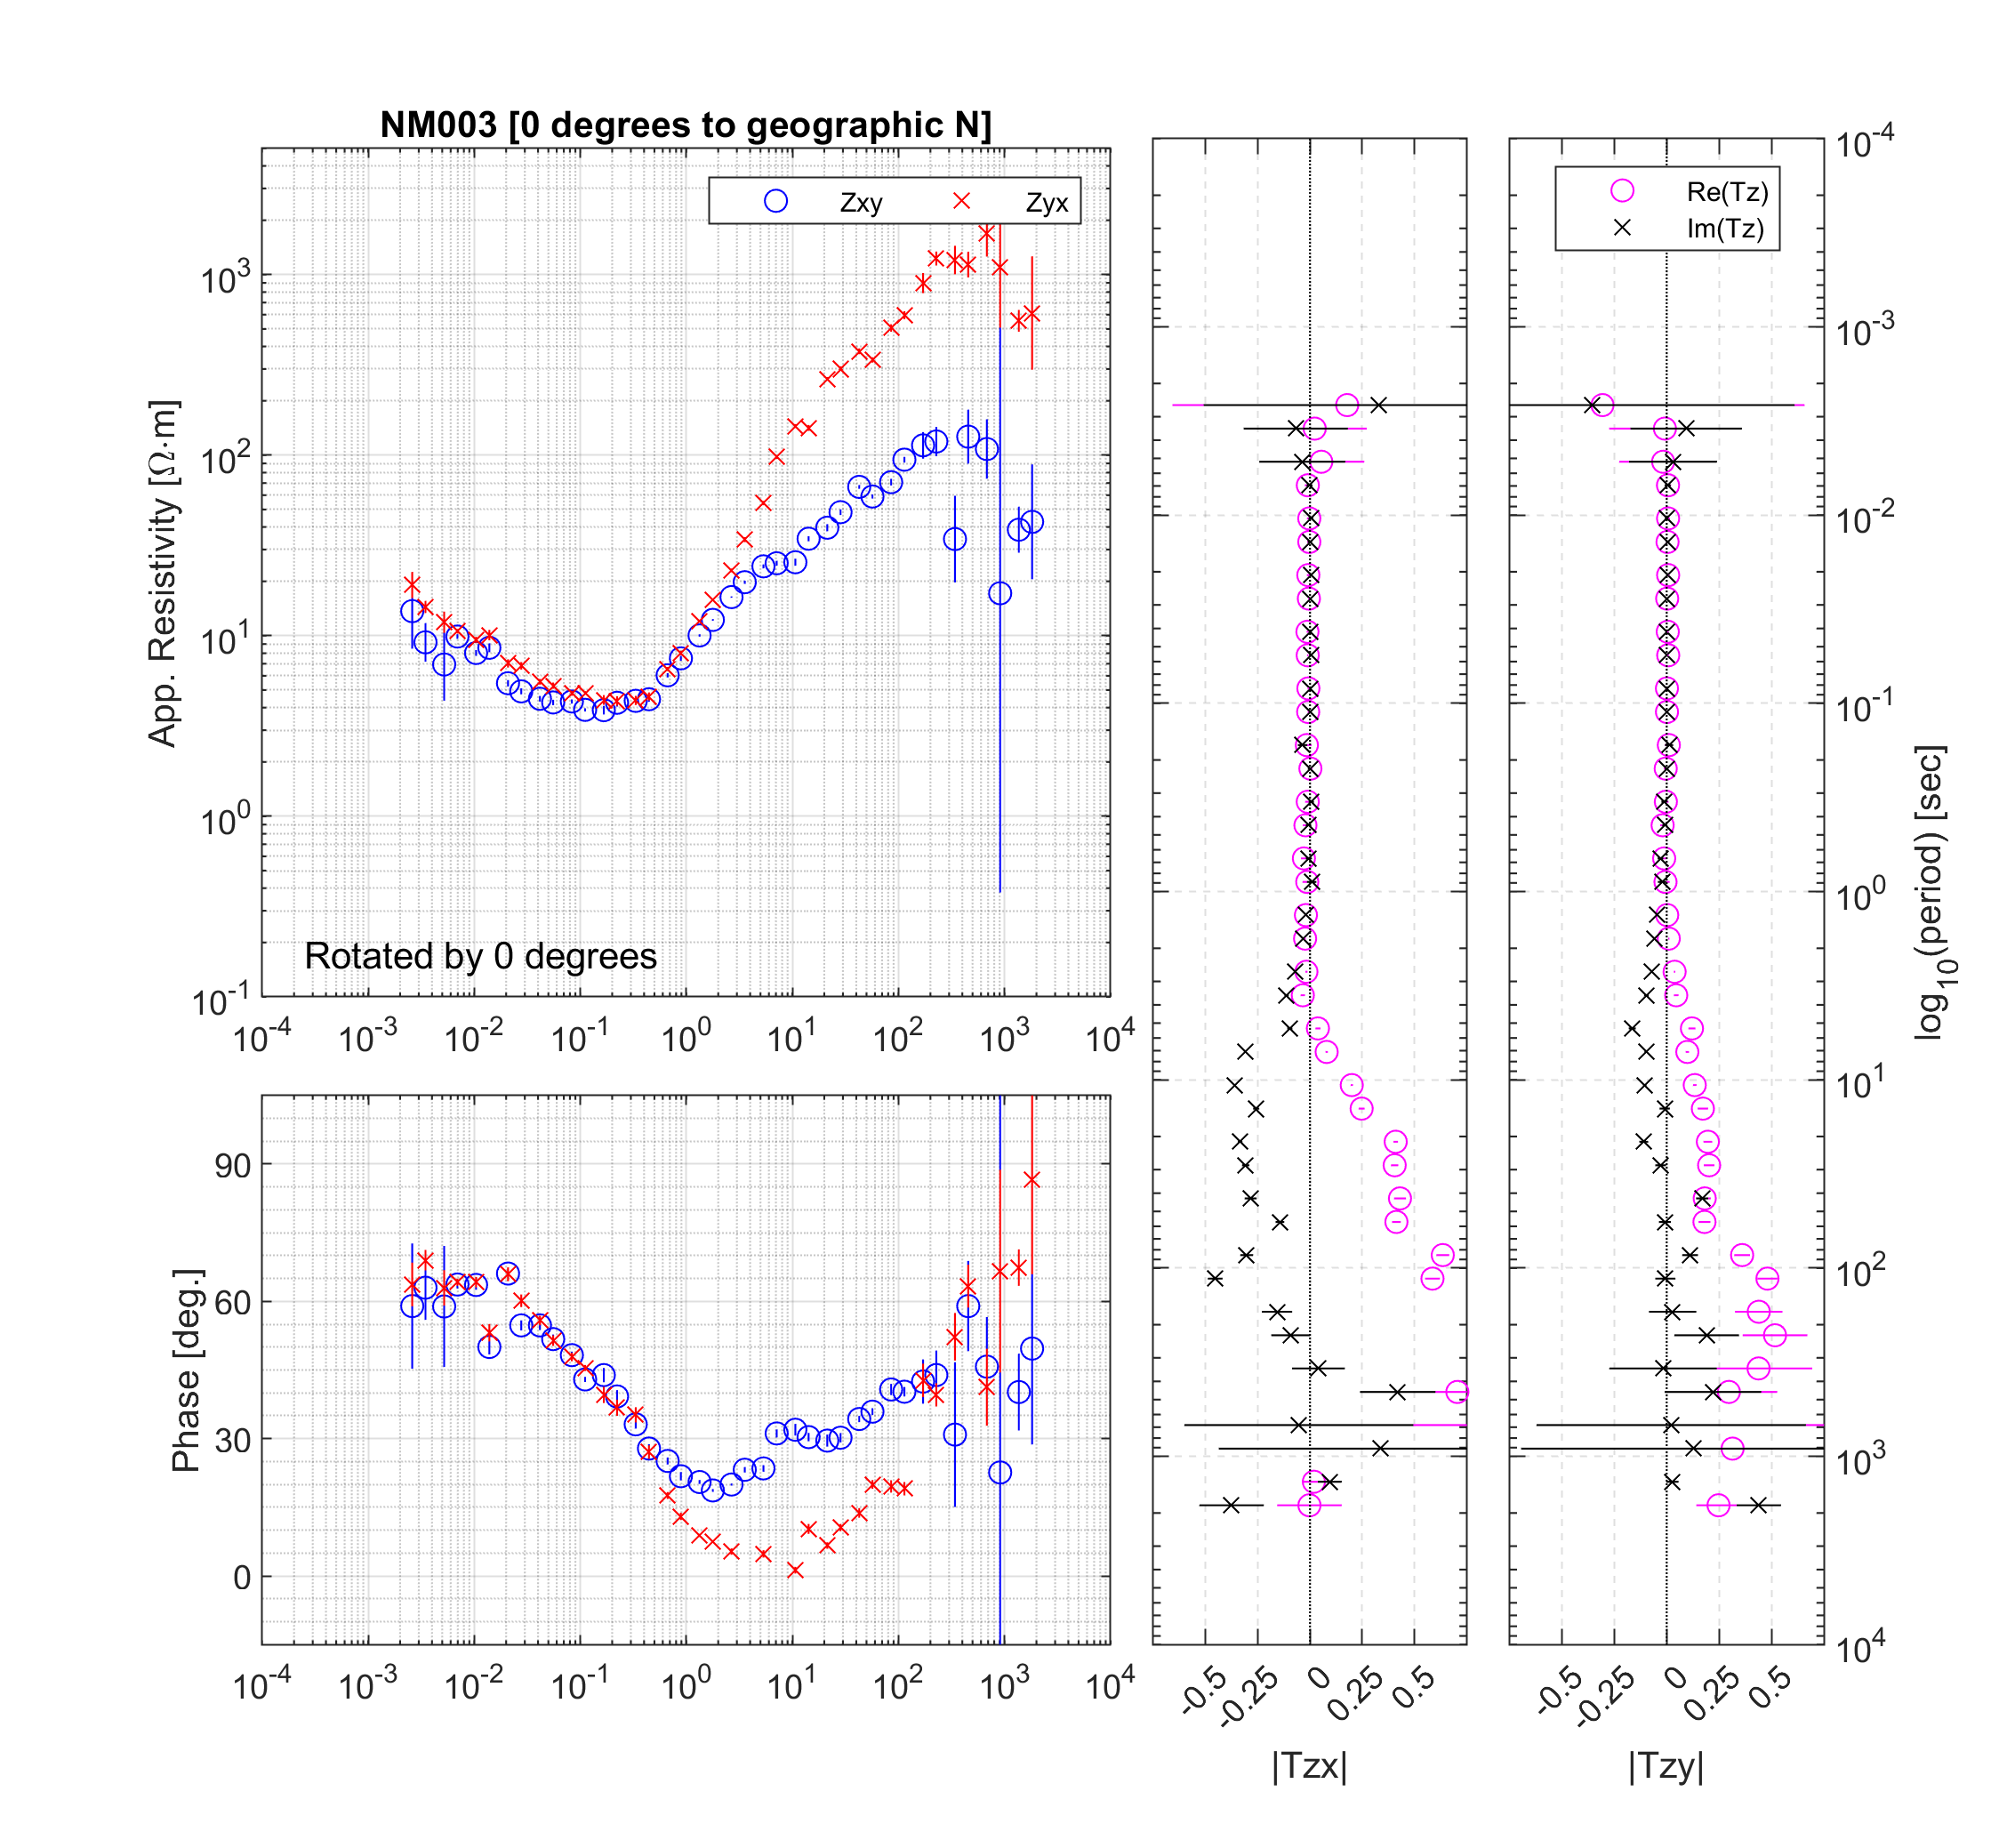 NM003 [0 degrees to geographic N]
Zxy Zyx
App. Resistivity [Ω·m]
10^3
10^2
10^1
10^0
10^-1
Rotated by 0 degrees
10^-4 10^-3 10^-2 10^-1 10^0 10^1 10^2 10^3 10^4
Phase [deg.]
90
60
30
0
10^-4 10^-3 10^-2 10^-1 10^0 10^1 10^2 10^3 10^4
-0.5 -0.25 0 0.25 0.5
|Tzx|
Re(Tz)
Im(Tz)
-0.5 -0.25 0 0.25 0.5
|Tzy|
10^-4
10^-3
10^-2
10^-1
10^0
10^1
10^2
10^3
10^4
log10(period) [sec]